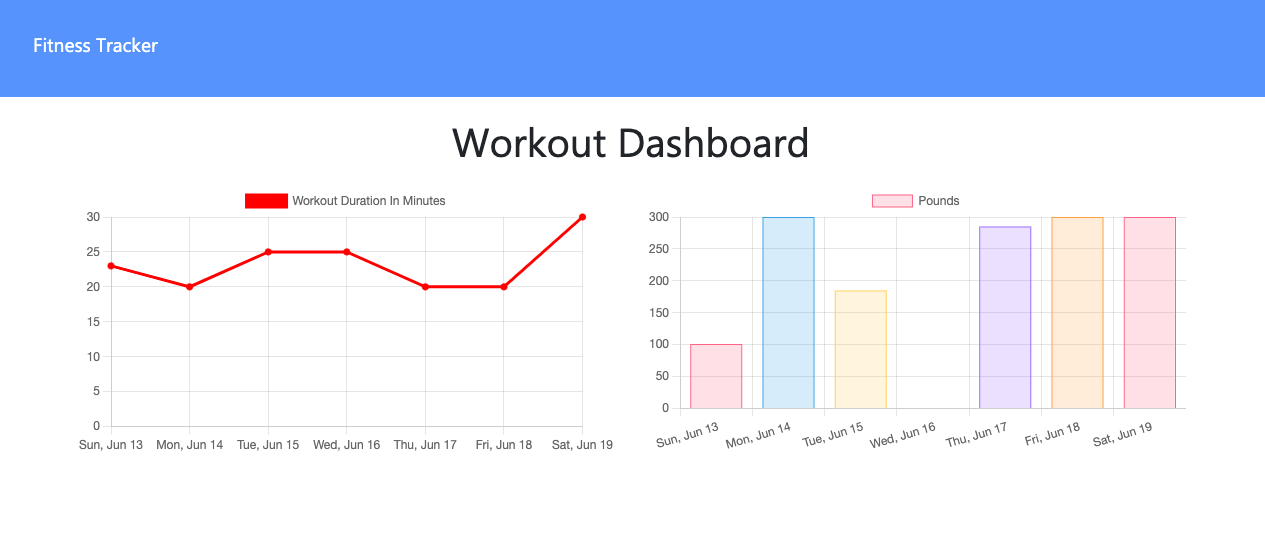 Fitness Tracker
Workout Dashboard
Workout Duration In Minutes
30
25
20
15
10
5
0
Sun, Jun 13 Mon, Jun 14 Tue, Jun 15 Wed, Jun 16 Thu, Jun 17 Fri, Jun 18 Sat, Jun 19
Pounds
300
250
200
150
100
50
0
Sun, Jun 13 Mon, Jun 14 Tue, Jun 15 Wed, Jun 16 Thu, Jun 17 Fri, Jun 18 Sat, Jun 19